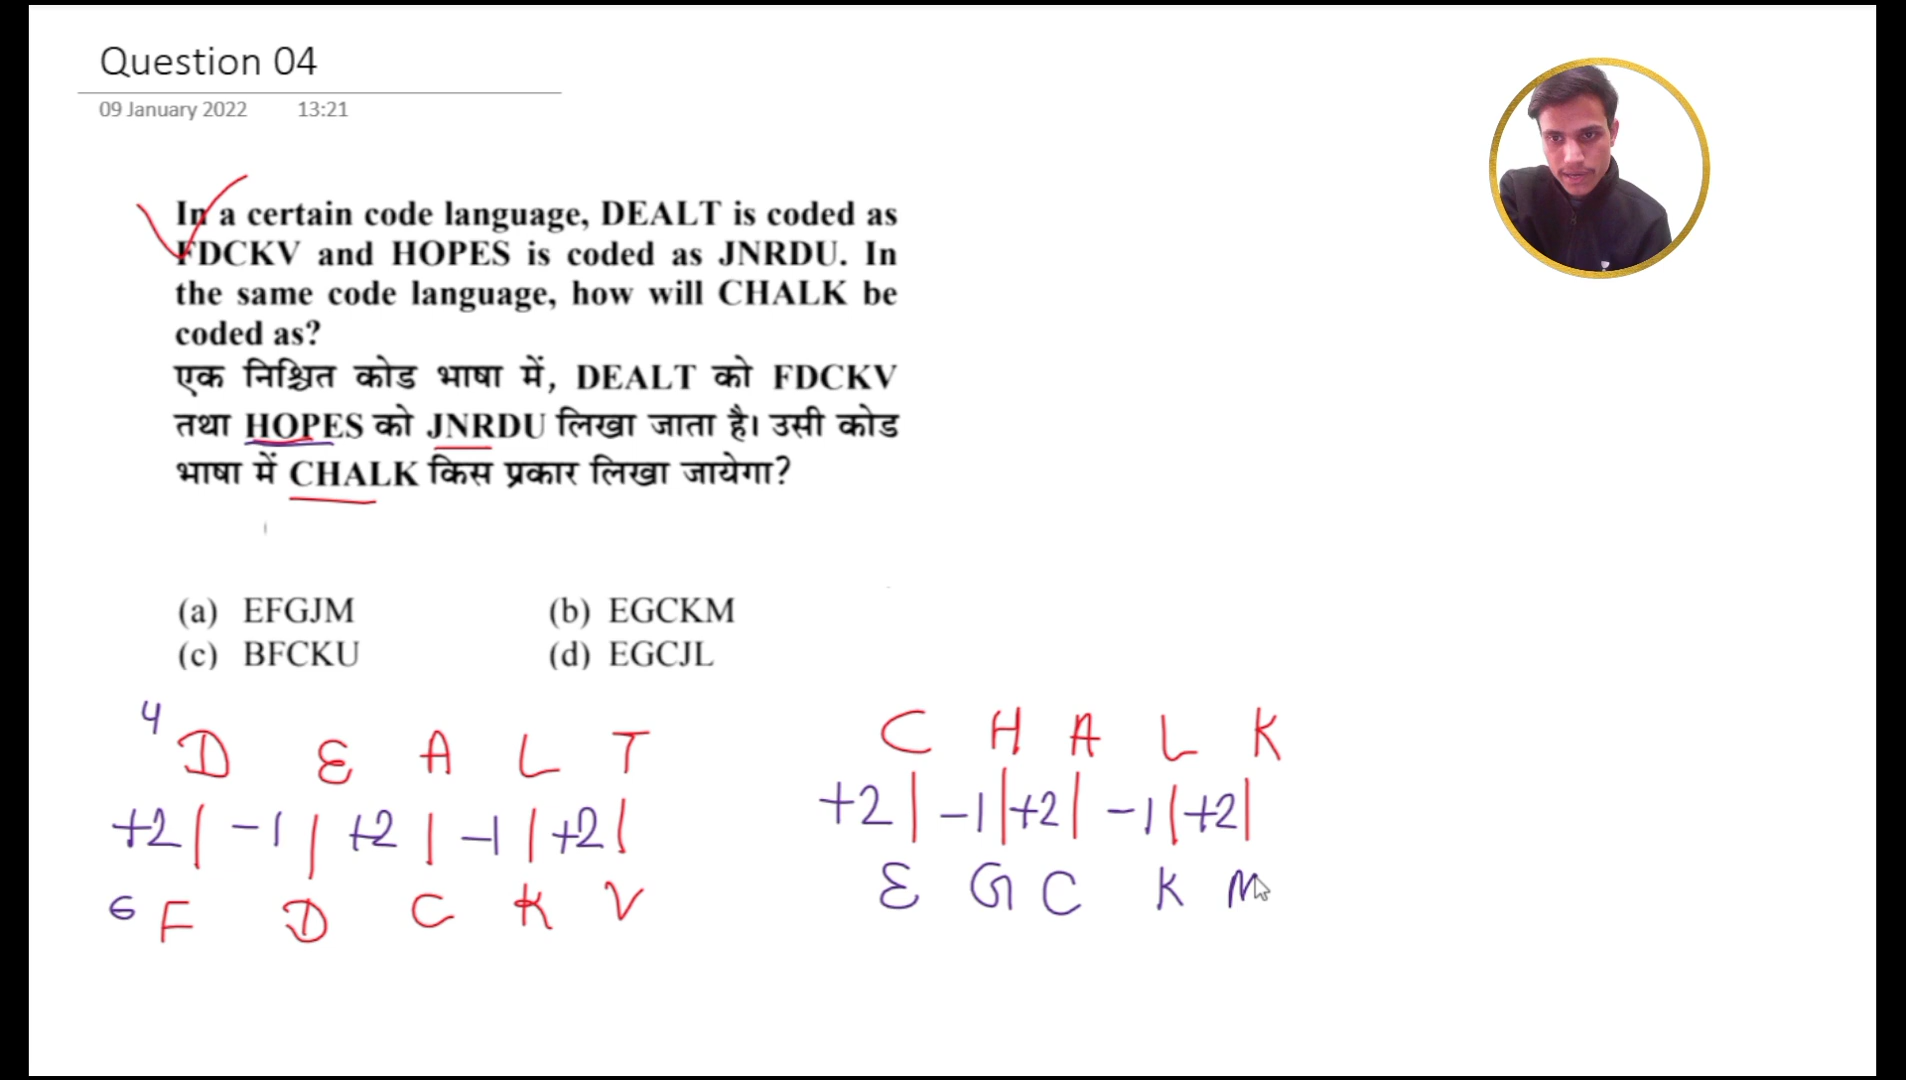 Question 04
09 January 2022 13:21
In a certain code language, DEALT is coded as
FDCKV and HOPES is coded as JNRDU. In
the same code language, how will CHALK be
coded as?
एक निश्चित कोड भाषा में, DEALT को FDCKV
तथा HOPES को JNRDU लिखा जाता है। उसी कोड
भाषा में CHALK किस प्रकार लिखा जायेगा?
(a) EFGJM (b) EGCKM
(c) BFCKU (d) EGCJL
4 D E A L T
+2 -1 +2 -1 +2
6 F D C K V
C H A L K
+2 -1 +2 -1 +2
E G C K M